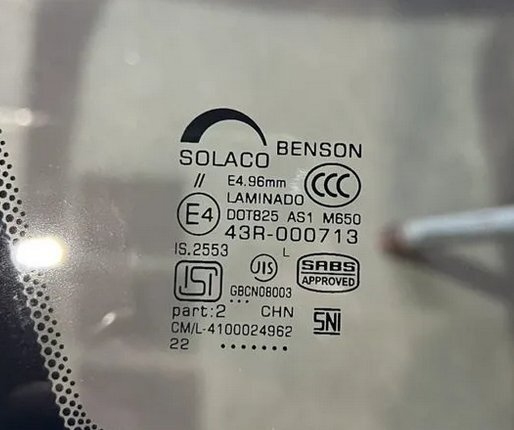 SOLACO BENSON
// E4.96mm CCC
LAMINADO
E4 DOT825 AS1 M650
43R-000713
IS.2553 L
ISI JIS SABS
APPROVED
GBCN08003
...
part:2 CHN
CM/L-4100024962 SNI
22 .......